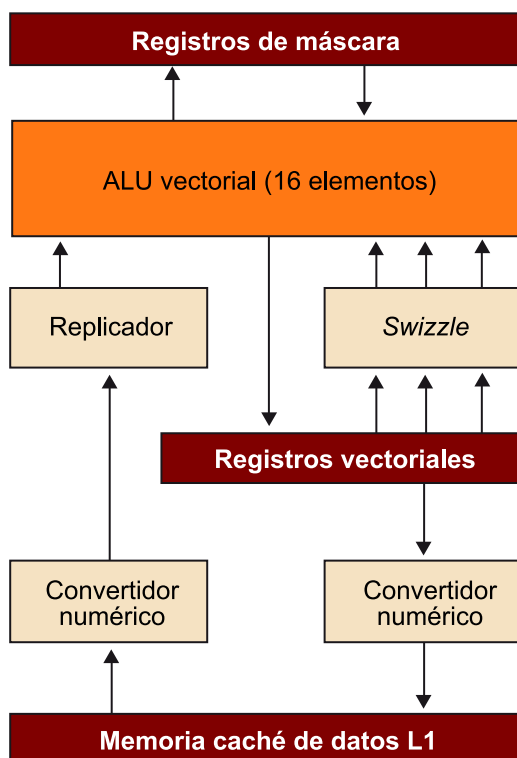 Registros de máscara
ALU vectorial (16 elementos)
Replicador
Swizzle
Registros vectoriales
Convertidor
numérico
Convertidor
numérico
Memoria caché de datos L1